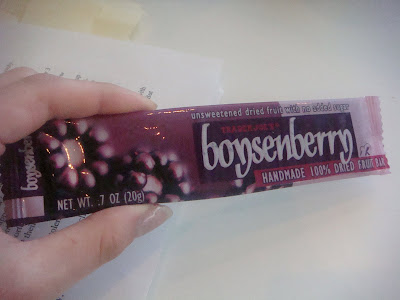 unsweetened dried fruit with no added sugar
TRADER JOE'S
boysenberry
HANDMADE 100% DRIED FRUIT BAR
boysenberry
NET. WT. .7 OZ (20g)